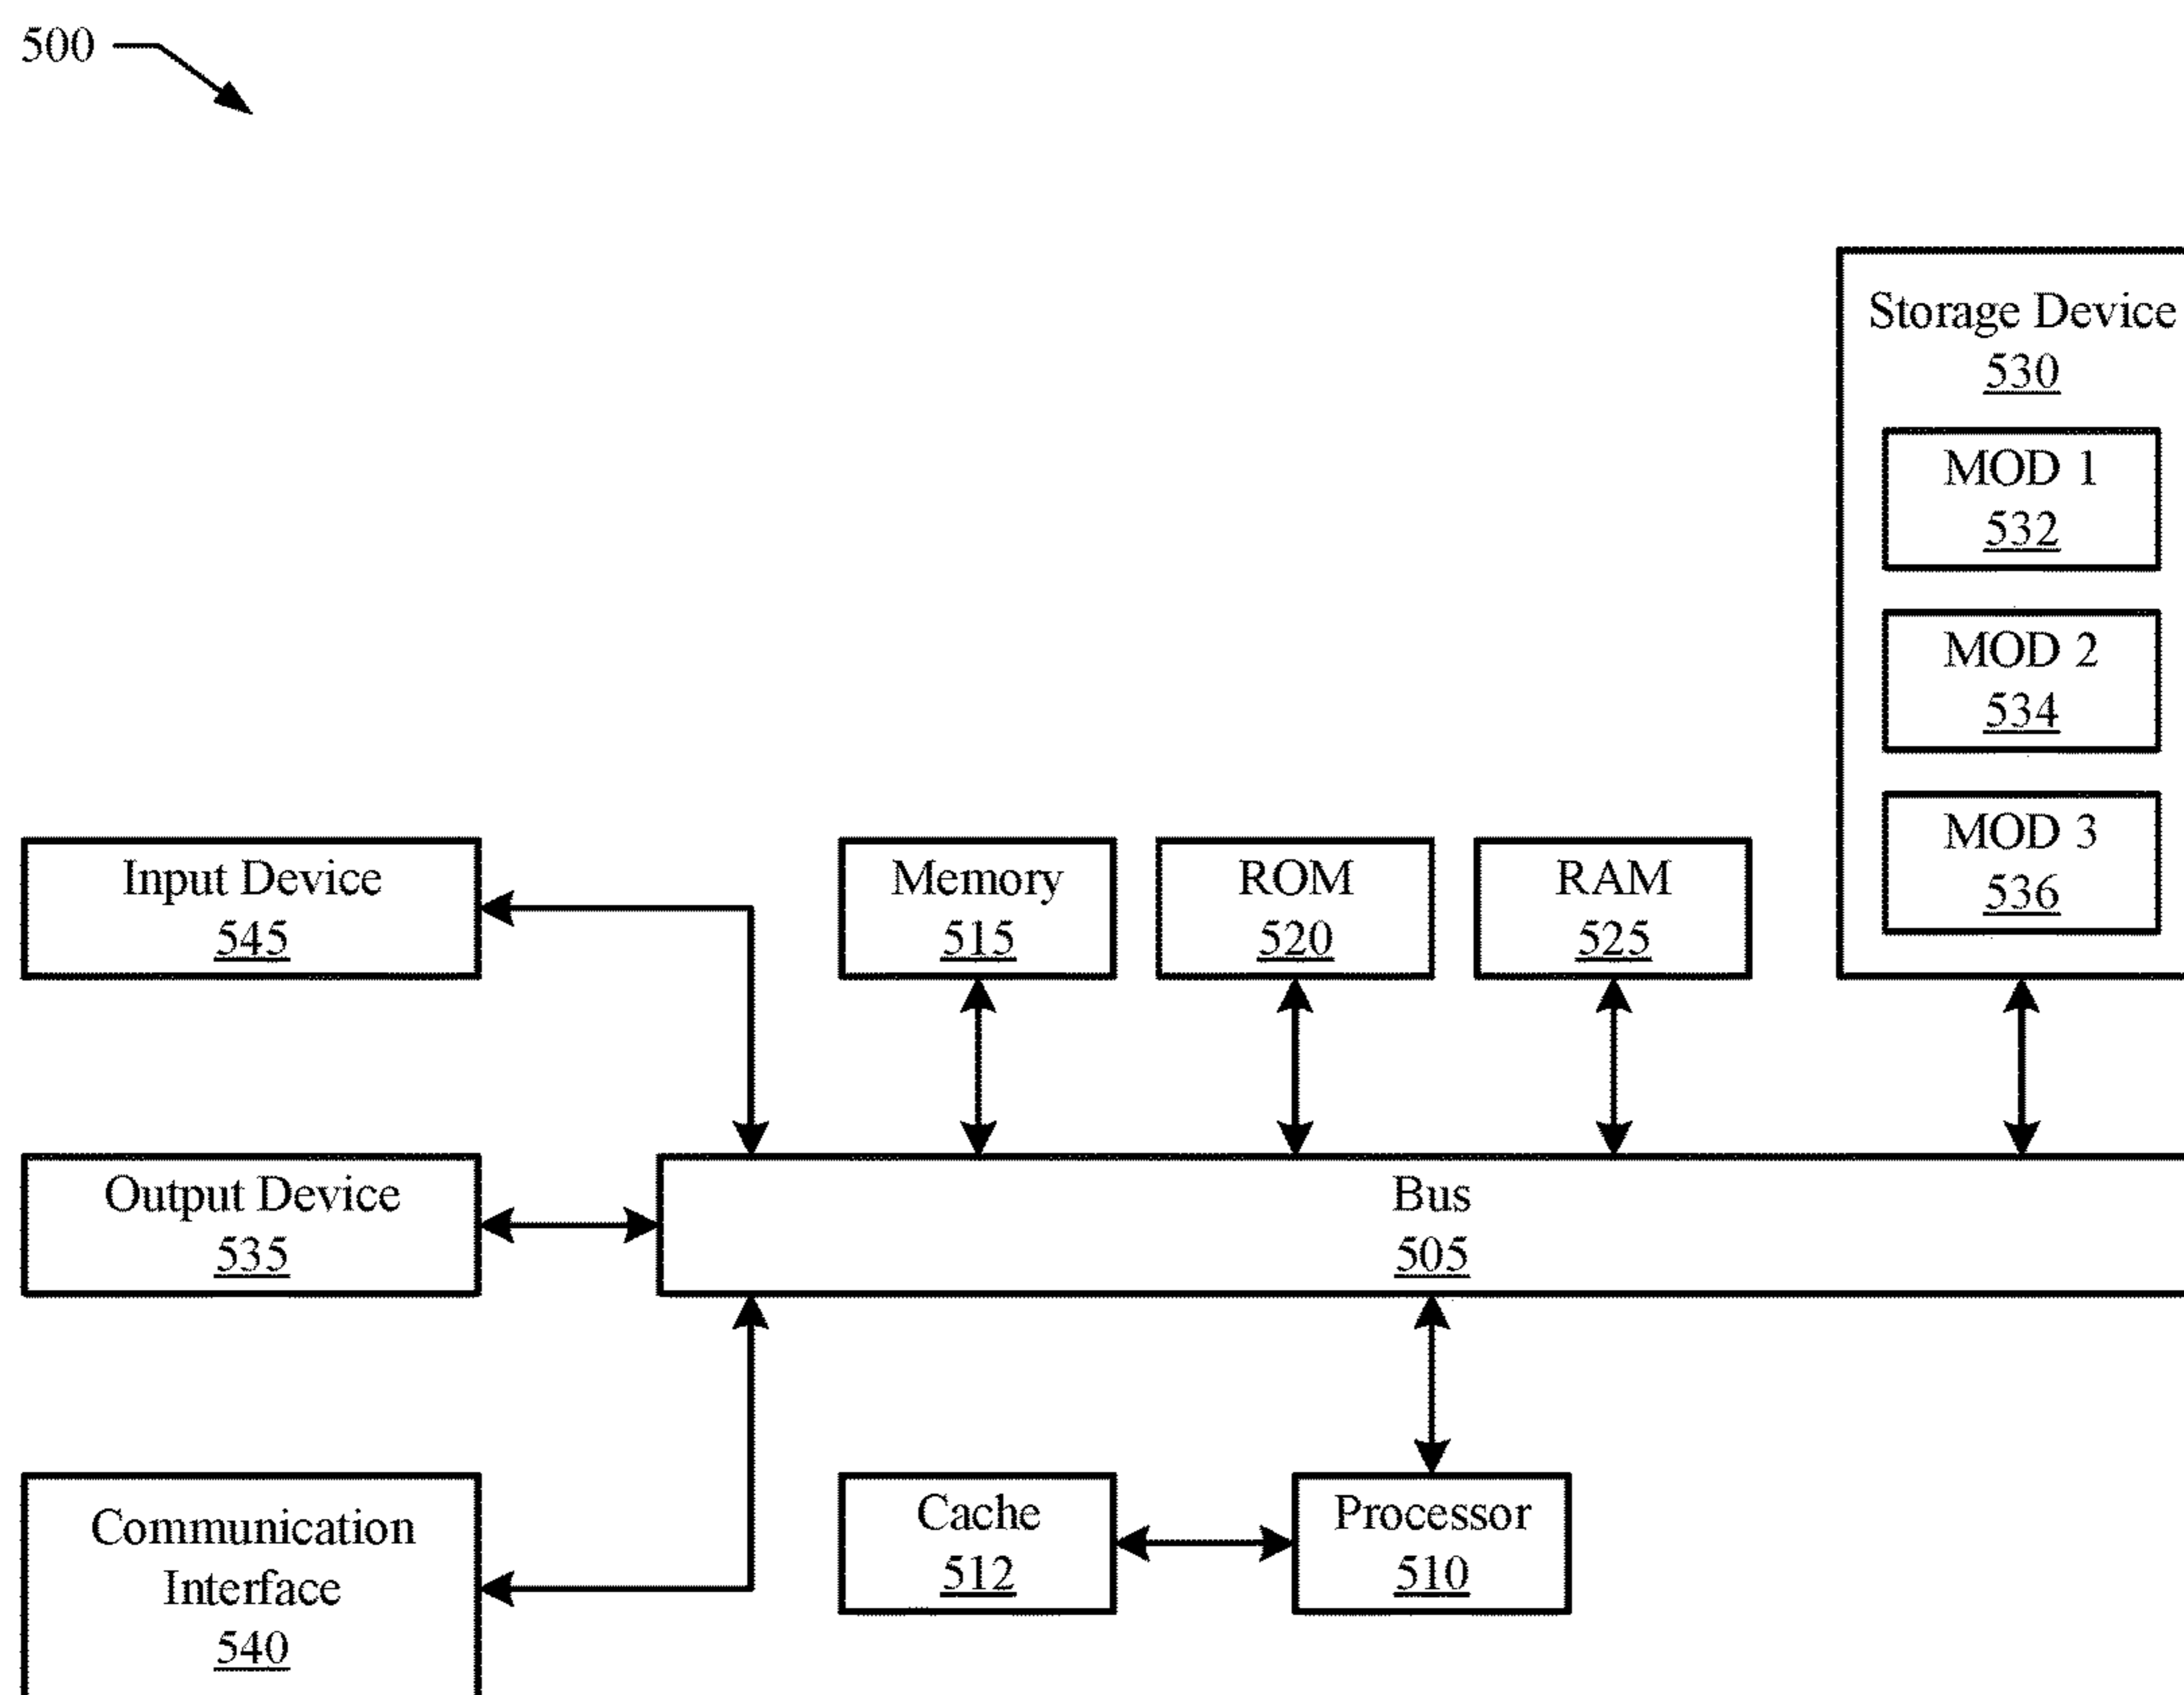 500
Storage Device
530
MOD 1
532
MOD 2
534
MOD 3
536
Input Device
545
Memory
515
ROM
520
RAM
525
Output Device
535
Bus
505
Communication
Interface
540
Cache
512
Processor
510